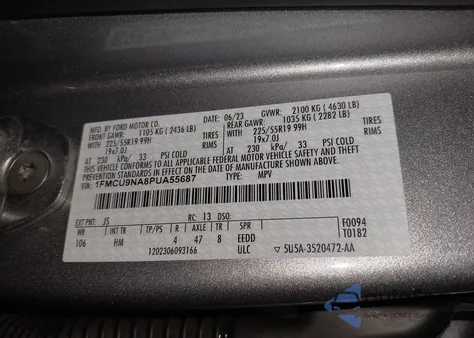 MFD. BY FORD MOTOR CO.
DATE: 06/23 GVWR: 2100 KG ( 4630 LB)
FRONT GAWR: 1105 KG ( 2436 LB) REAR GAWR: 1035 KG ( 2282 LB)
WITH 225/55R19 99H TIRES WITH 225/55R19 99H TIRES
19x7.0J RIMS 19x7.0J RIMS
AT 230 kPa/ 33 PSI COLD AT 230 kPa/ 33 PSI COLD
THIS VEHICLE CONFORMS TO ALL APPLICABLE FEDERAL MOTOR VEHICLE SAFETY AND
THEFT PREVENTION STANDARDS IN EFFECT ON THE DATE OF MANUFACTURE SHOWN ABOVE.
VIN: 1FMCU9NA8PUA55687 TYPE: MPV
EXT PNT: JS RC: 13 DSO: F0094
WB TP/PS R AXLE TR SPR T0182
106 HM 4 47 8 EEDD
1202306093166 ULC ▽ 5U5A-3520472-AA